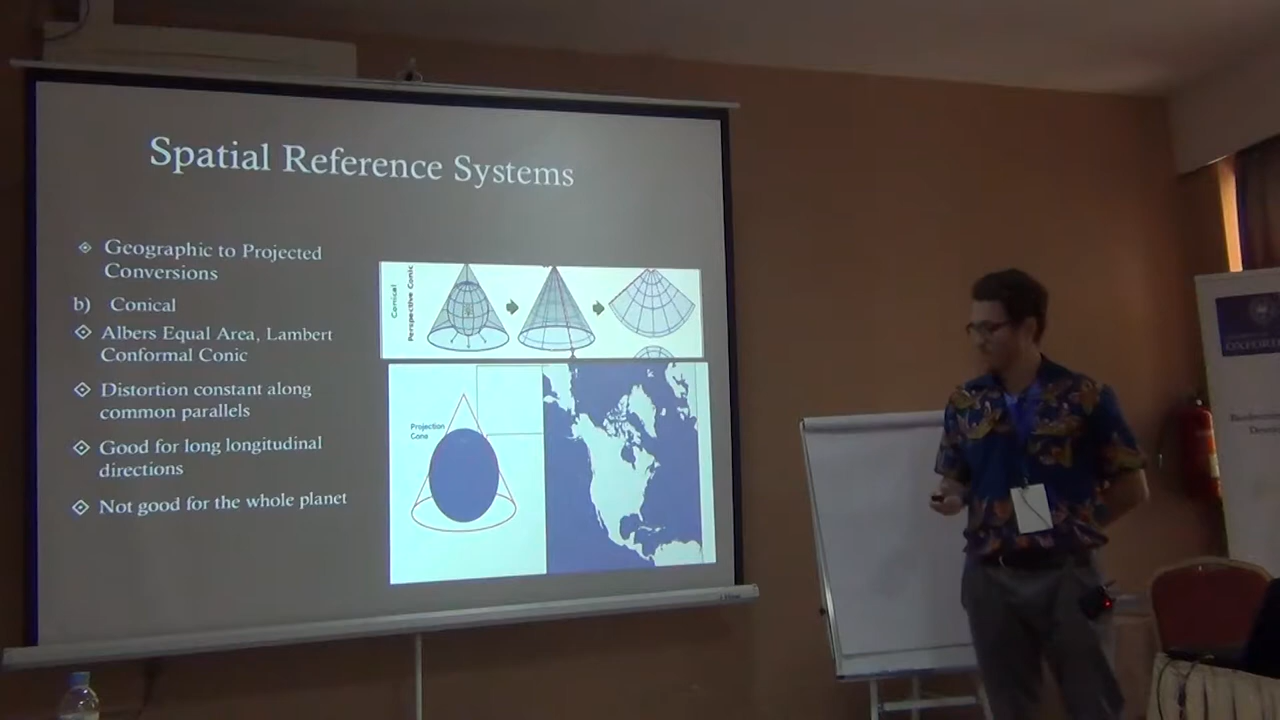 Spatial Reference Systems
Geographic to Projected
Conversions
b) Conical
Albers Equal Area, Lambert
Conformal Conic
Distortion constant along
common parallels
Good for long longitudinal
directions
Not good for the whole planet
Conical
Perspective Conic
Projection
Cone
OXFORD